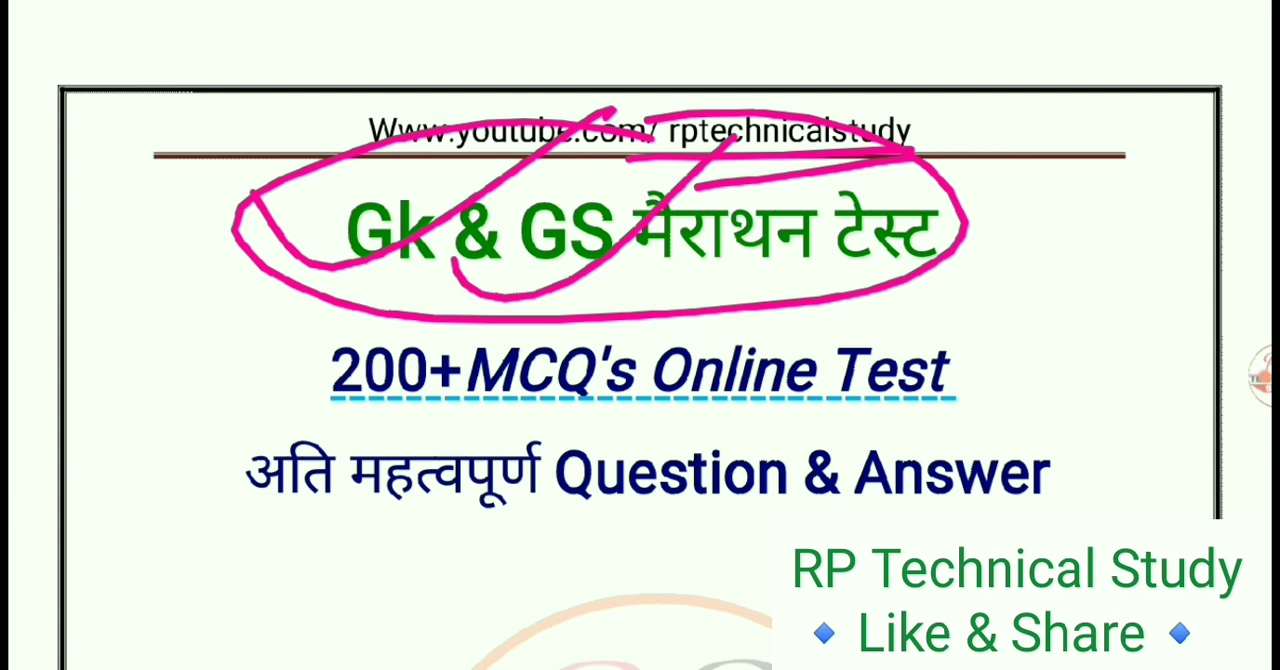 Www.youtube.com/ rptechnicalstudy
Gk & GS मैराथन टेस्ट
200+MCQ's Online Test
अति महत्वपूर्ण Question & Answer
RP Technical Study
🔹 Like & Share 🔹